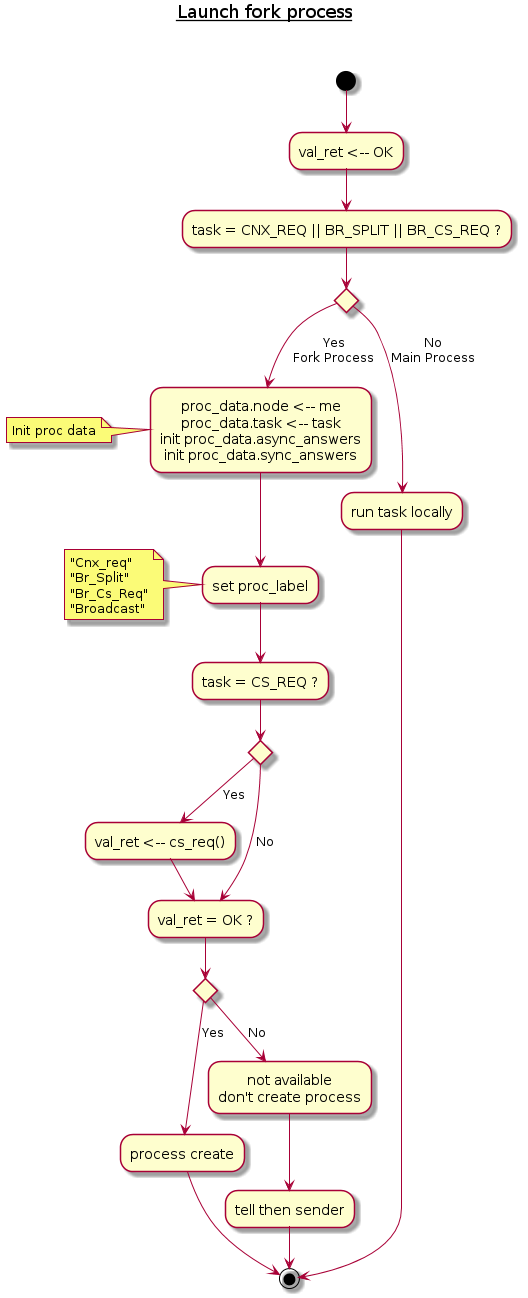 Launch fork process
val_ret <-- OK
task = CNX_REQ || BR_SPLIT || BR_CS_REQ ?
Yes
Fork Process
No
Main Process
proc_data.node <-- me
proc_data.task <-- task
init proc_data.async_answers
init proc_data.sync_answers
Init proc data
run task locally
"Cnx_req"
"Br_Split"
"Br_Cs_Req"
"Broadcast"
set proc_label
task = CS_REQ ?
Yes
val_ret <-- cs_req()
No
val_ret = OK ?
Yes
No
not available
don't create process
process create
tell then sender